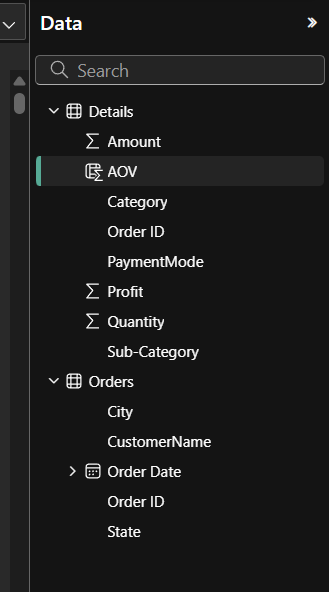 Data
Search
Details
Amount
AOV
Category
Order ID
PaymentMode
Profit
Quantity
Sub-Category
Orders
City
CustomerName
Order Date
Order ID
State